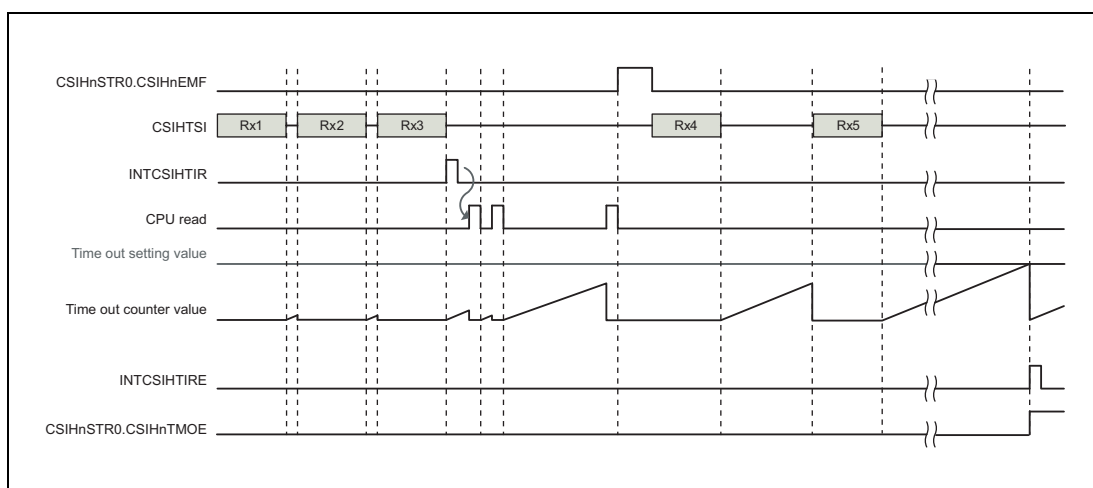 CSIHnSTR0.CSIHnEMF
CSIHTSI
Rx1 Rx2 Rx3 Rx4 Rx5
INTCSIHTIR
CPU read
Time out setting value
Time out counter value
INTCSIHTIRE
CSIHnSTR0.CSIHnTMOE